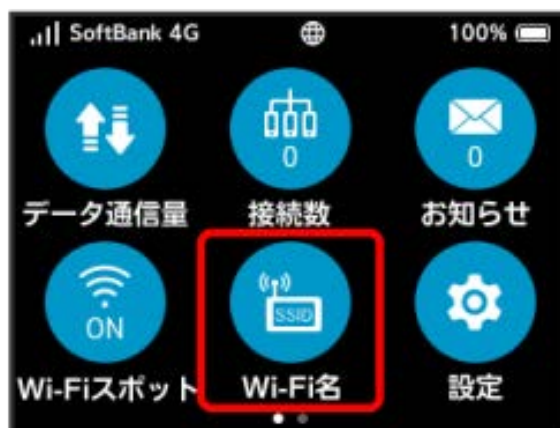 SoftBank 4G 100%
0 0
データ通信量 接続数 お知らせ
ON SSID
Wi-Fiスポット Wi-Fi名 設定